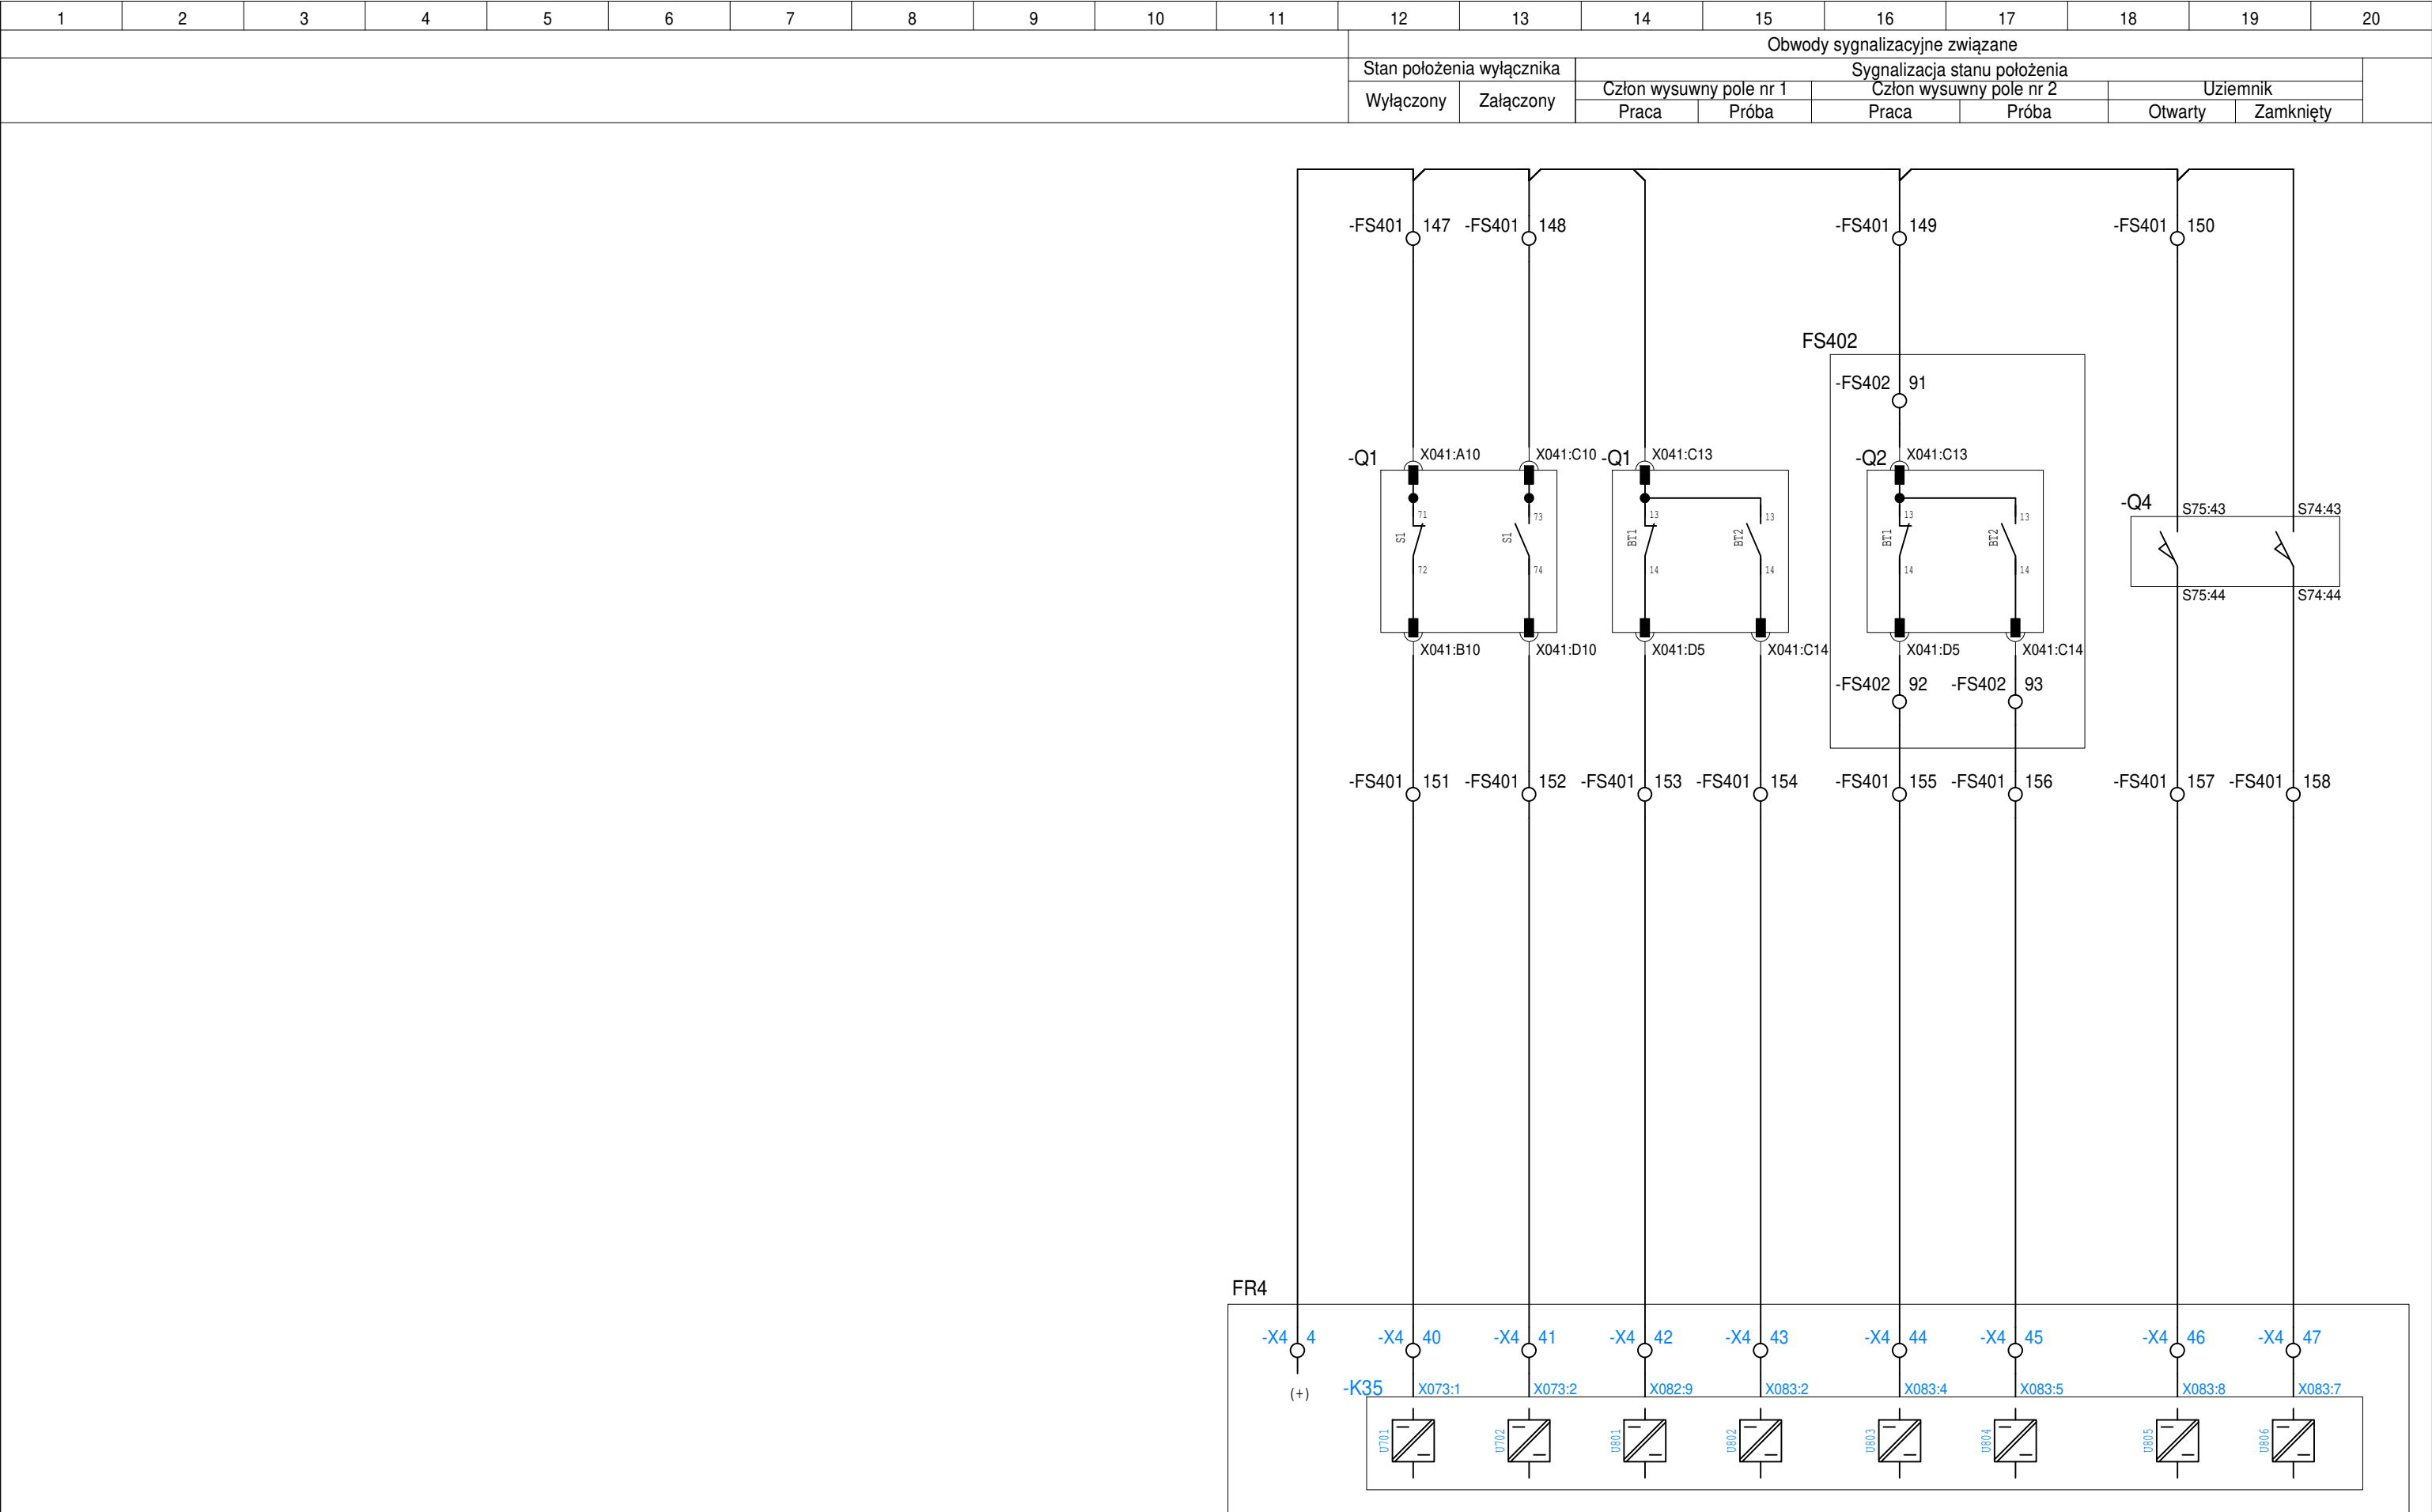 1 2 3 4 5 6 7 8 9 10 11 12 13 14 15 16 17 18 19 20
Obwody sygnalizacyjne związane
Stan położenia wyłącznika Sygnalizacja stanu położenia
Człon wysuwny pole nr 1 Człon wysuwny pole nr 2 Uziemnik
Wyłączony Załączony
Praca Próba Praca Próba Otwarty Zamknięty
-FS401 147 -FS401 148 -FS401 149 -FS401 150
FS402
-FS402 91
-Q1 X041:A10 X041:C10 -Q1 X041:C13 -Q2 X041:C13
-Q4 S75:43 S74:43
71 73 13 13 13 13
S1 S1 BT1 BT2 BT1 BT2
72 74 14 14 14 14
S75:44 S74:44
X041:B10 X041:D10 X041:D5 X041:C14 X041:D5 X041:C14
-FS402 92 -FS402 93
-FS401 151 -FS401 152 -FS401 153 -FS401 154 -FS401 155 -FS401 156 -FS401 157 -FS401 158
FR4
-X4 4 -X4 40 -X4 41 -X4 42 -X4 43 -X4 44 -X4 45 -X4 46 -X4 47
(+) -K35 X073:1 X073:2 X082:9 X083:2 X083:4 X083:5 X083:8 X083:7
U701 U702 U801 U802 U803 U804 U805 U806